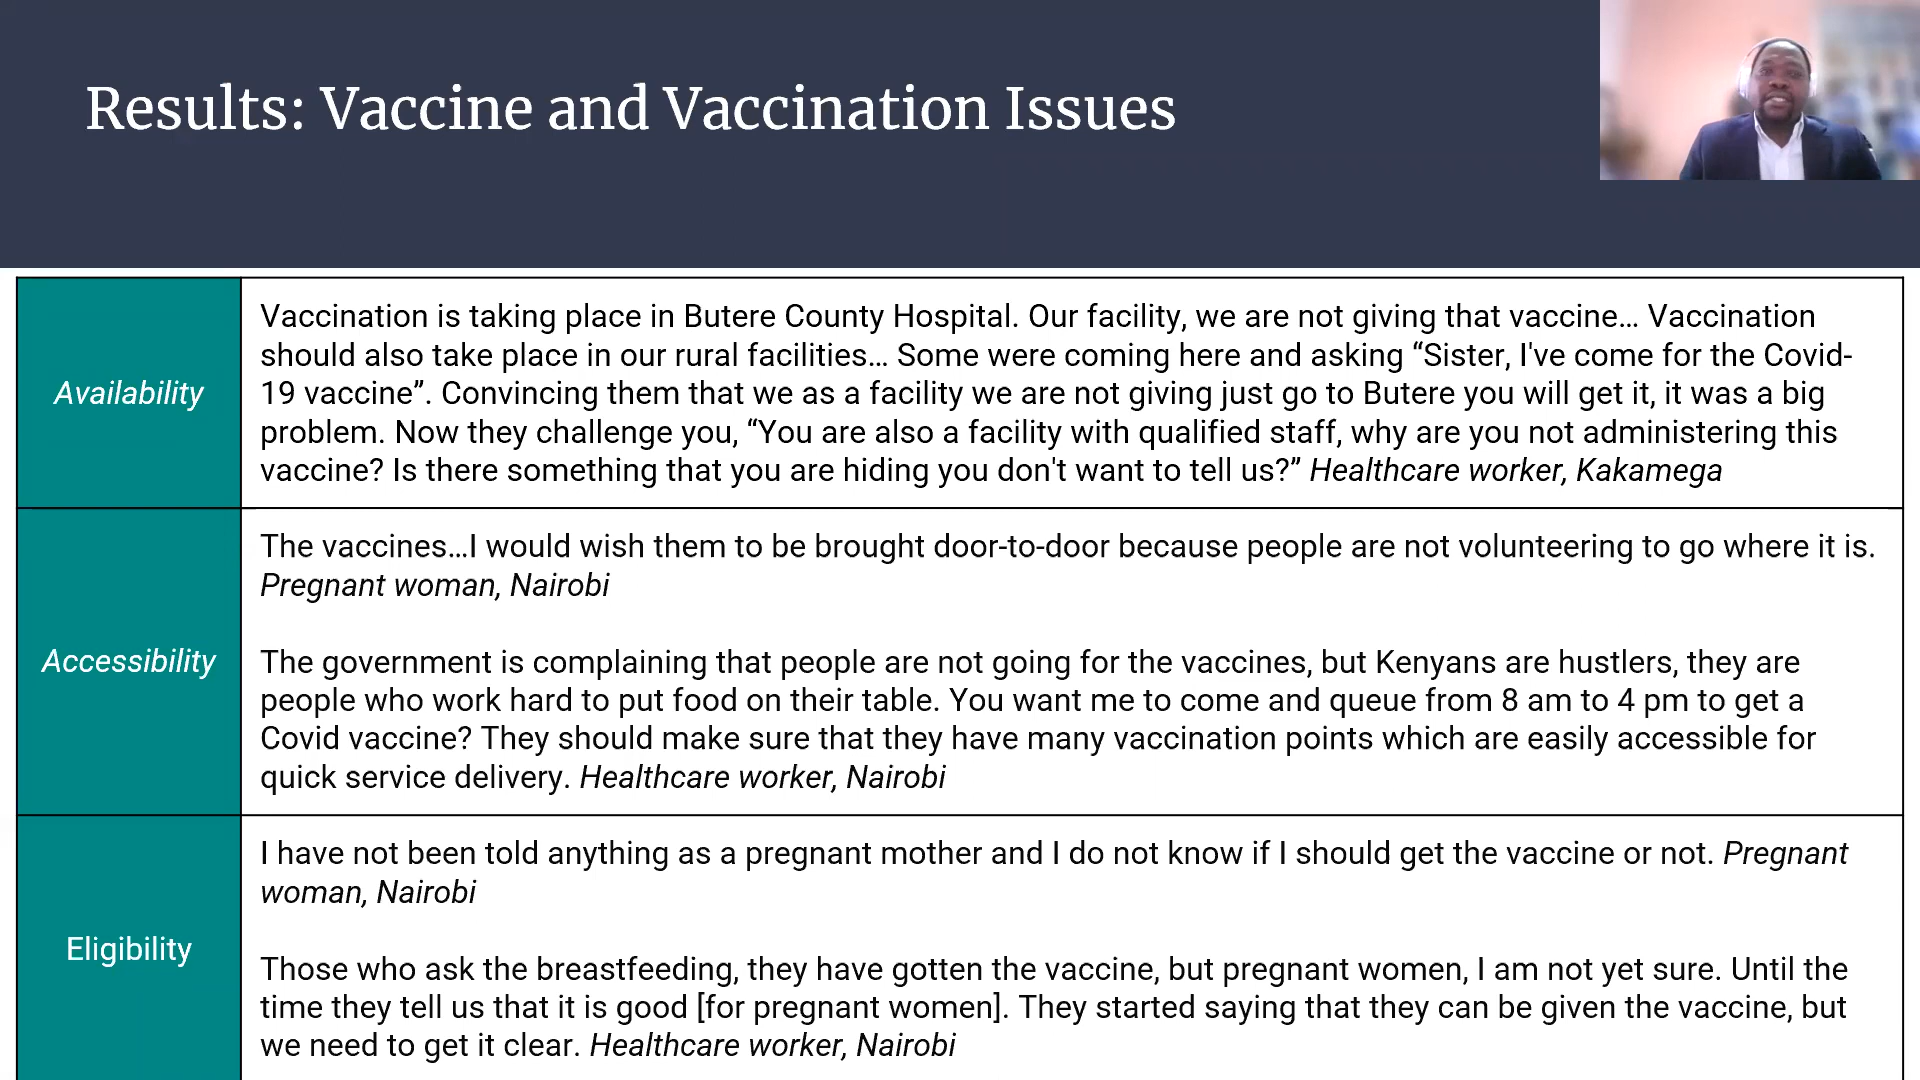 Results: Vaccine and Vaccination Issues
Availability
Vaccination is taking place in Butere County Hospital. Our facility, we are not giving that vaccine… Vaccination
should also take place in our rural facilities… Some were coming here and asking “Sister, I've come for the Covid-
19 vaccine”. Convincing them that we as a facility we are not giving just go to Butere you will get it, it was a big
problem. Now they challenge you, “You are also a facility with qualified staff, why are you not administering this
vaccine? Is there something that you are hiding you don't want to tell us?” Healthcare worker, Kakamega
Accessibility
The vaccines…I would wish them to be brought door-to-door because people are not volunteering to go where it is.
Pregnant woman, Nairobi
The government is complaining that people are not going for the vaccines, but Kenyans are hustlers, they are
people who work hard to put food on their table. You want me to come and queue from 8 am to 4 pm to get a
Covid vaccine? They should make sure that they have many vaccination points which are easily accessible for
quick service delivery. Healthcare worker, Nairobi
Eligibility
I have not been told anything as a pregnant mother and I do not know if I should get the vaccine or not. Pregnant
woman, Nairobi
Those who ask the breastfeeding, they have gotten the vaccine, but pregnant women, I am not yet sure. Until the
time they tell us that it is good [for pregnant women]. They started saying that they can be given the vaccine, but
we need to get it clear. Healthcare worker, Nairobi